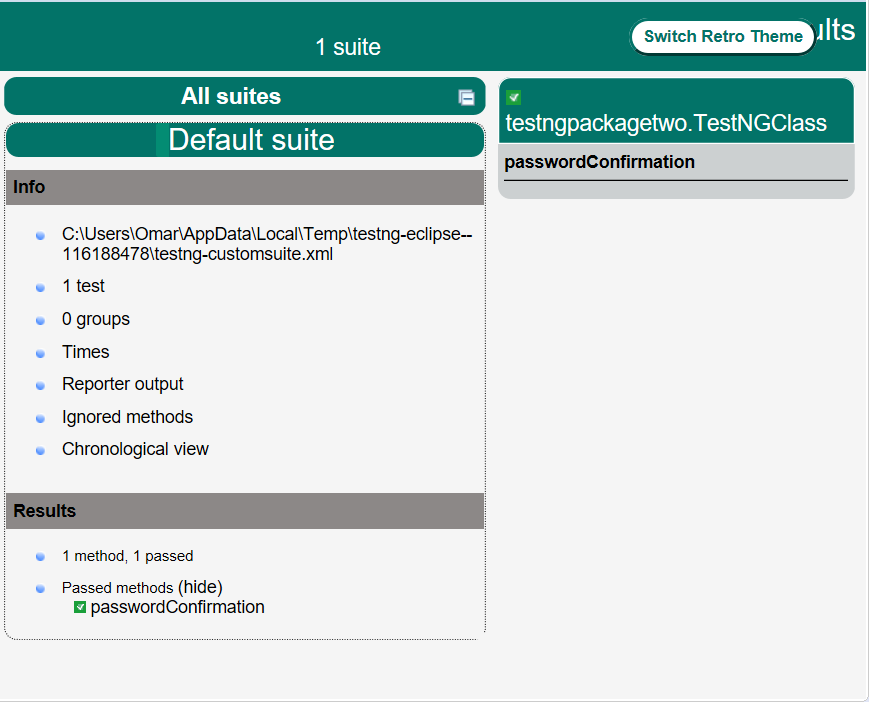 1 suite
Switch Retro Theme
All suites
Default suite
Info
C:\Users\Omar\AppData\Local\Temp\testng-eclipse--
116188478\testng-customsuite.xml
1 test
0 groups
Times
Reporter output
Ignored methods
Chronological view
Results
1 method, 1 passed
Passed methods (hide)
passwordConfirmation
testngpackagetwo.TestNGClass
passwordConfirmation